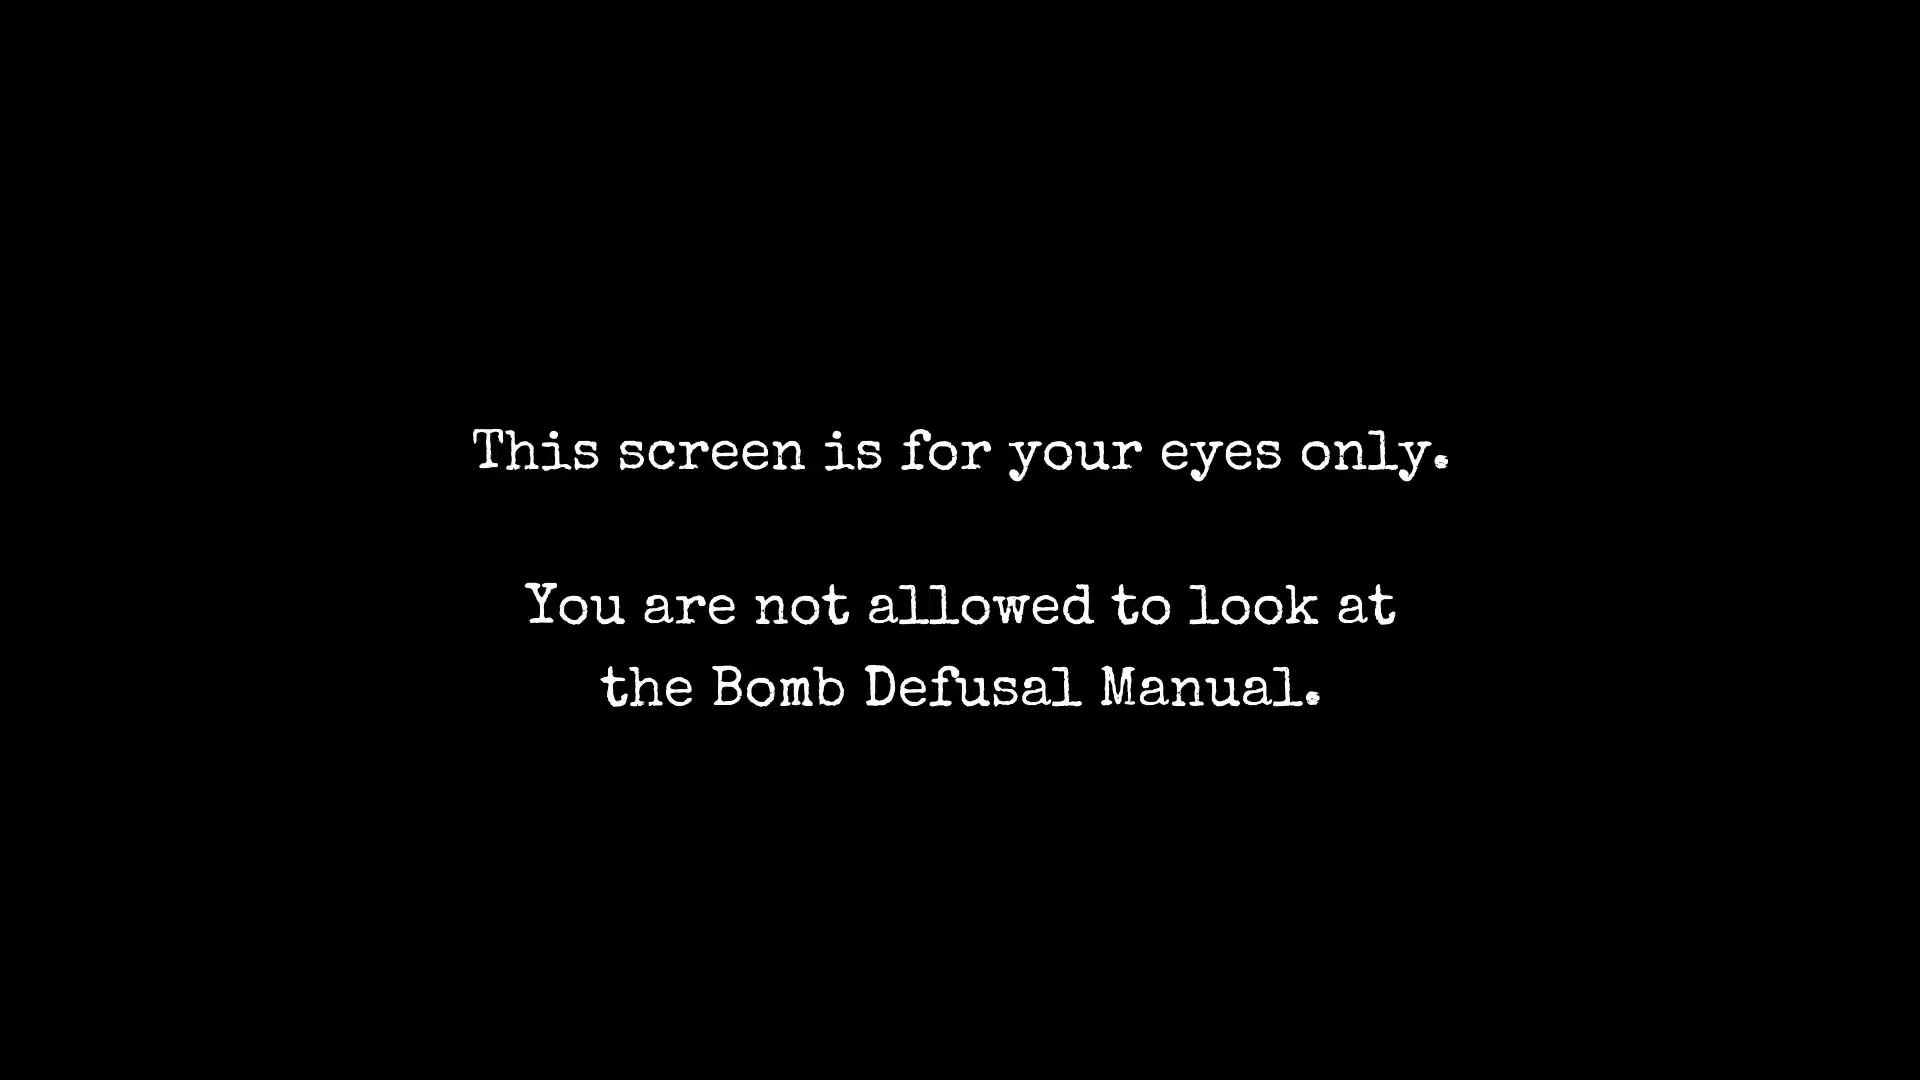 This screen is for your eyes only.
You are not allowed to look at
the Bomb Defusal Manual.